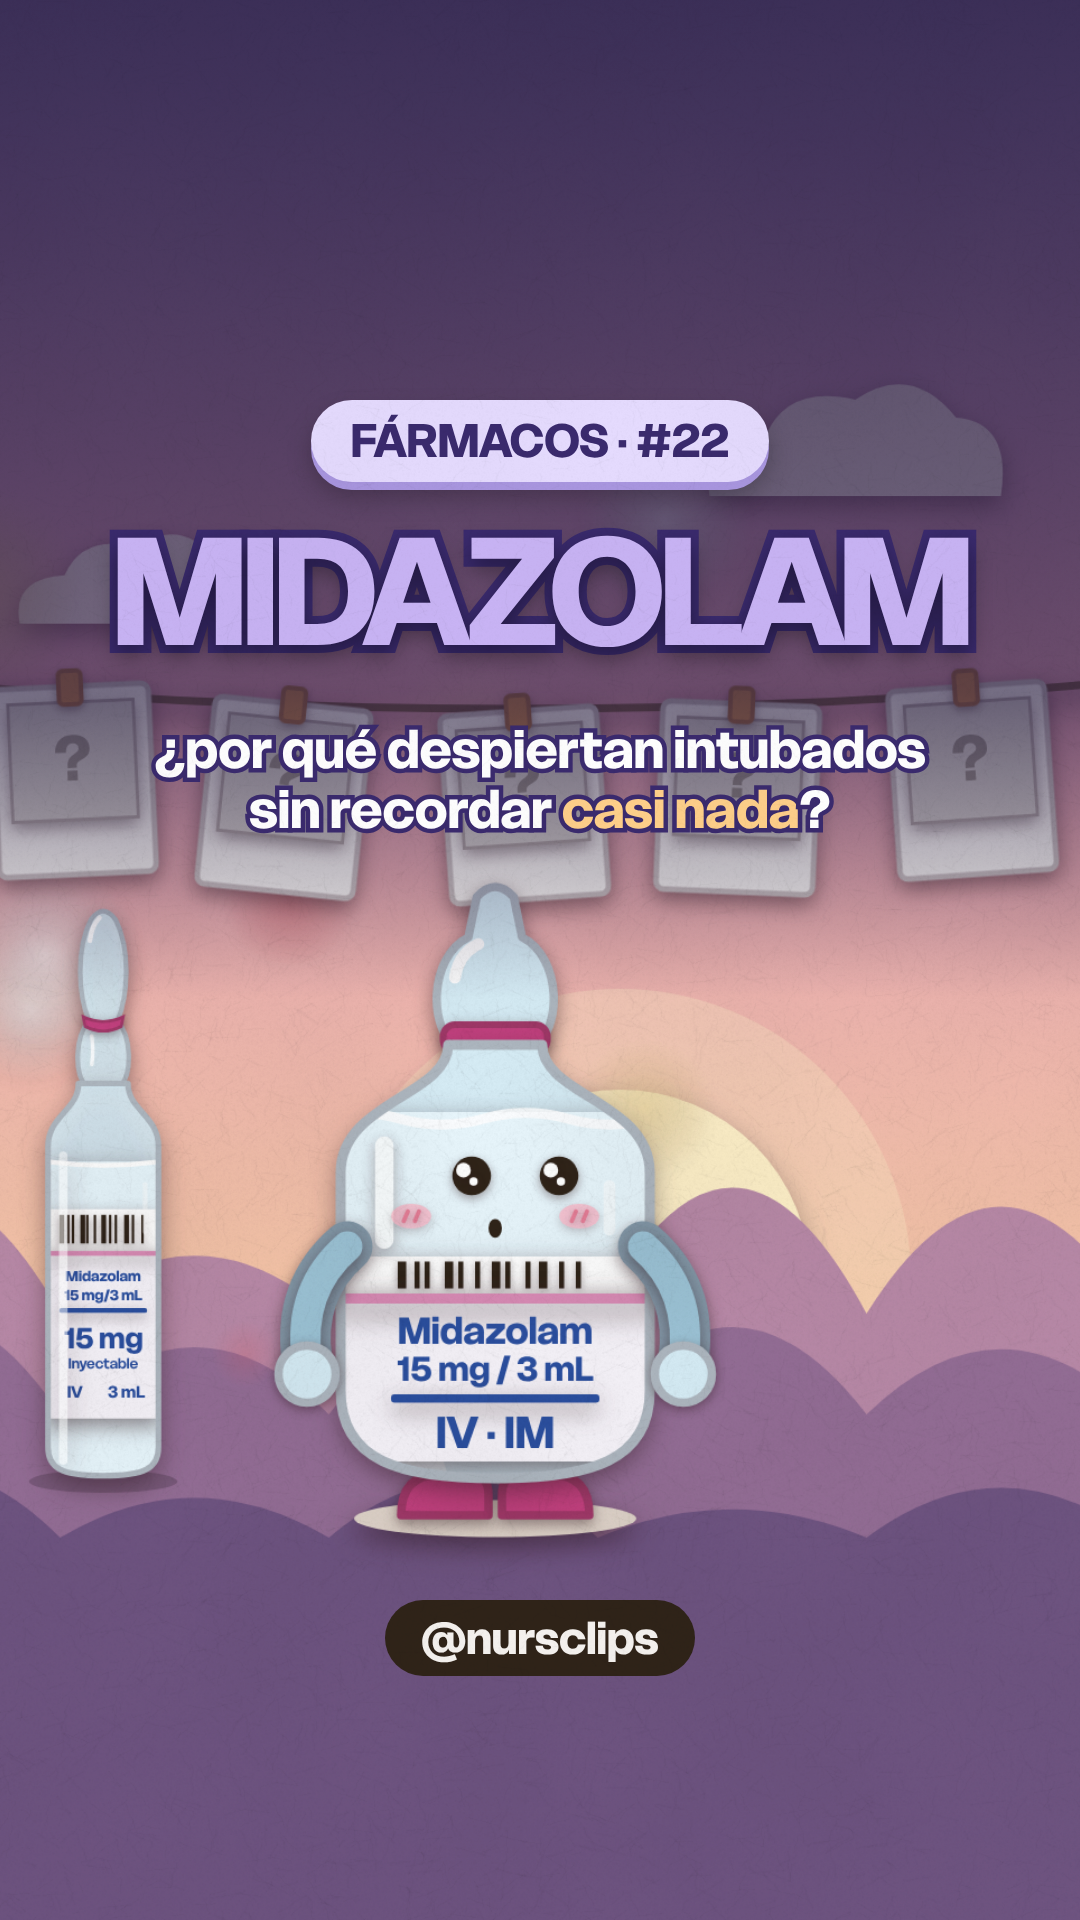 FÁRMACOS · #22
MIDAZOLAM
?
?
?
?
?
¿por qué despiertan intubados
sin recordar casi nada?
Midazolam
15 mg/3 mL
15 mg
Inyectable
IV 3 mL
Midazolam
15 mg / 3 mL
IV · IM
@nursclips